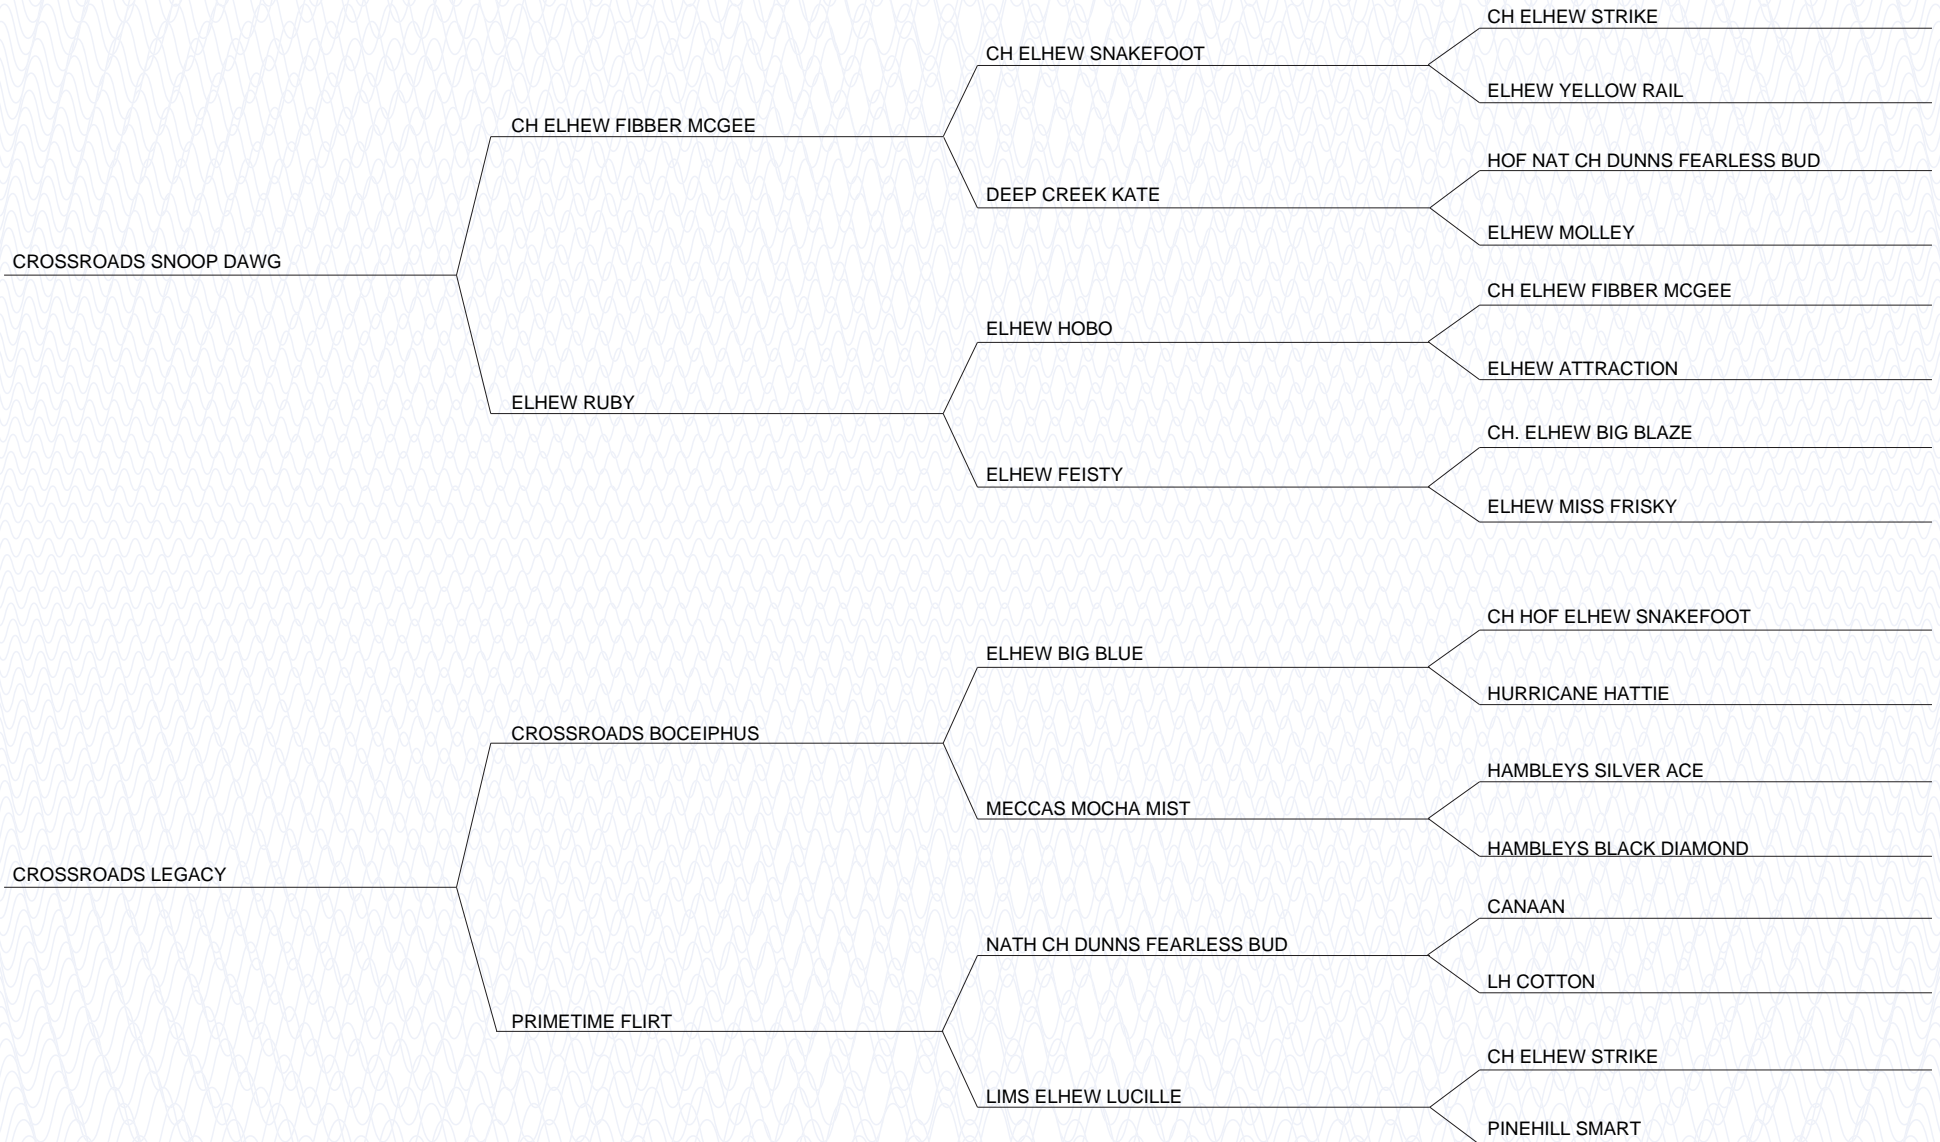 CH ELHEW STRIKE
CH ELHEW SNAKEFOOT
ELHEW YELLOW RAIL
CH ELHEW FIBBER MCGEE
HOF NAT CH DUNNS FEARLESS BUD
DEEP CREEK KATE
ELHEW MOLLEY
CROSSROADS SNOOP DAWG
CH ELHEW FIBBER MCGEE
ELHEW HOBO
ELHEW ATTRACTION
ELHEW RUBY
CH. ELHEW BIG BLAZE
ELHEW FEISTY
ELHEW MISS FRISKY
CH HOF ELHEW SNAKEFOOT
ELHEW BIG BLUE
HURRICANE HATTIE
CROSSROADS BOCEIPHUS
HAMBLEYS SILVER ACE
MECCAS MOCHA MIST
HAMBLEYS BLACK DIAMOND
CROSSROADS LEGACY
CANAAN
NATH CH DUNNS FEARLESS BUD
LH COTTON
PRIMETIME FLIRT
CH ELHEW STRIKE
LIMS ELHEW LUCILLE
PINEHILL SMART